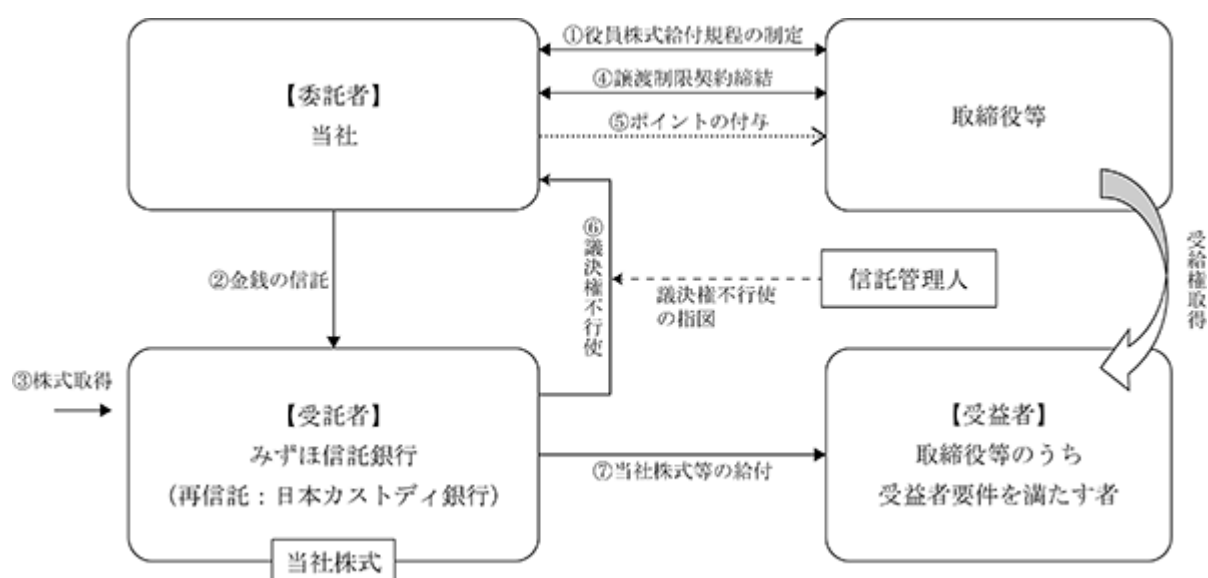 ①役員株式給付規程の制定
④譲渡制限契約締結
⑤ポイントの付与
【委託者】
当社
取締役等
②金銭の信託
⑥議決権不行使
議決権不行使
の指図
信託管理人
受給権取得
③株式取得
【受託者】
みずほ信託銀行
(再信託:日本カストディ銀行)
当社株式
⑦当社株式等の給付
【受益者】
取締役等のうち
受益者要件を満たす者